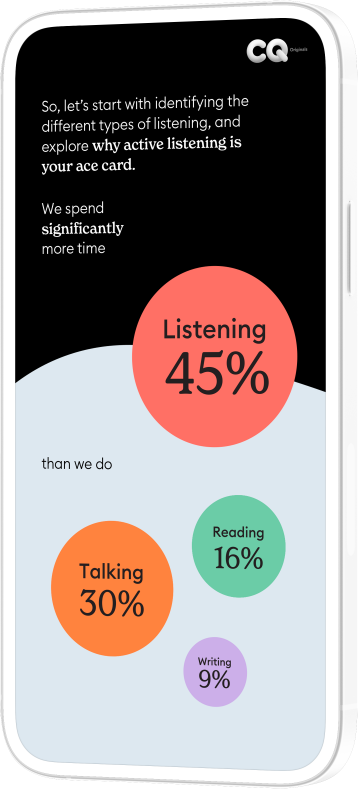 CQ Originals
So, let's start with identifying the
different types of listening, and
explore why active listening is
your ace card.
We spend
significantly
more time
Listening
45%
than we do
Reading
16%
Talking
30%
Writing
9%